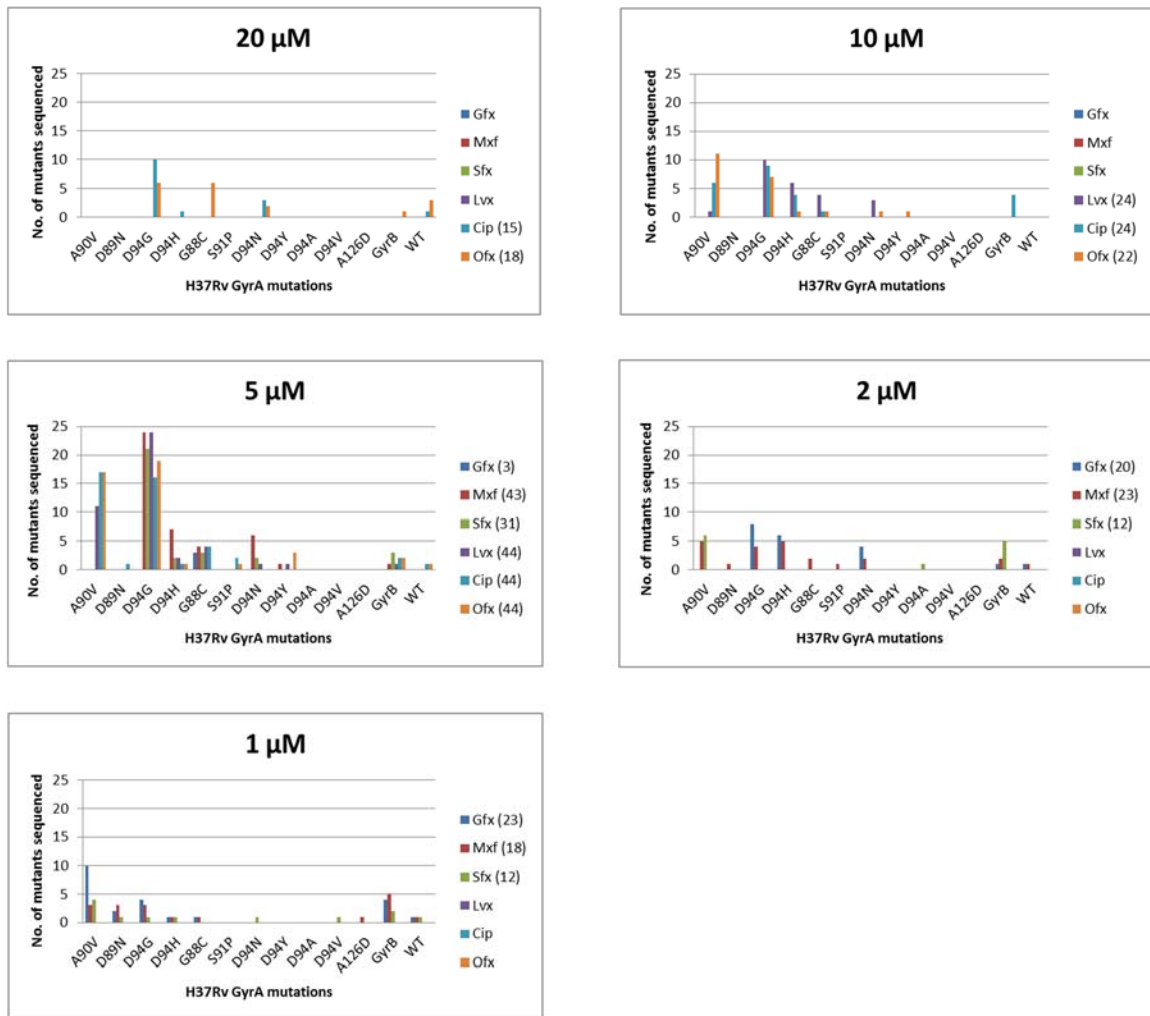 20 µM
No. of mutants sequenced
25
20
15
10
5
0
A90V
D89N
D94G
D94H
G88C
S91P
D94N
D94Y
D94A
D94V
A126D
GyrB
WT
H37Rv GyrA mutations
Gfx
Mxf
Sfx
Lvx
Cip (15)
Ofx (18)
10 µM
No. of mutants sequenced
25
20
15
10
5
0
A90V
D89N
D94G
D94H
G88C
S91P
D94N
D94Y
D94A
D94V
A126D
GyrB
WT
H37Rv GyrA mutations
Gfx
Mxf
Sfx
Lvx (24)
Cip (24)
Ofx (22)
5 µM
No. of mutants sequenced
25
20
15
10
5
0
A90V
D89N
D94G
D94H
G88C
S91P
D94N
D94Y
D94A
D94V
A126D
GyrB
WT
H37Rv GyrA mutations
Gfx (3)
Mxf (43)
Sfx (31)
Lvx (44)
Cip (44)
Ofx (44)
2 µM
No. of mutants sequenced
25
20
15
10
5
0
A90V
D89N
D94G
D94H
G88C
S91P
D94N
D94Y
D94A
D94V
A126D
GyrB
WT
H37Rv GyrA mutations
Gfx (20)
Mxf (23)
Sfx (12)
Lvx
Cip
Ofx
1 µM
No. of mutants sequenced
25
20
15
10
5
0
A90V
D89N
D94G
D94H
G88C
S91P
D94N
D94Y
D94A
D94V
A126D
GyrB
WT
H37Rv GyrA mutations
Gfx (23)
Mxf (18)
Sfx (12)
Lvx
Cip
Ofx